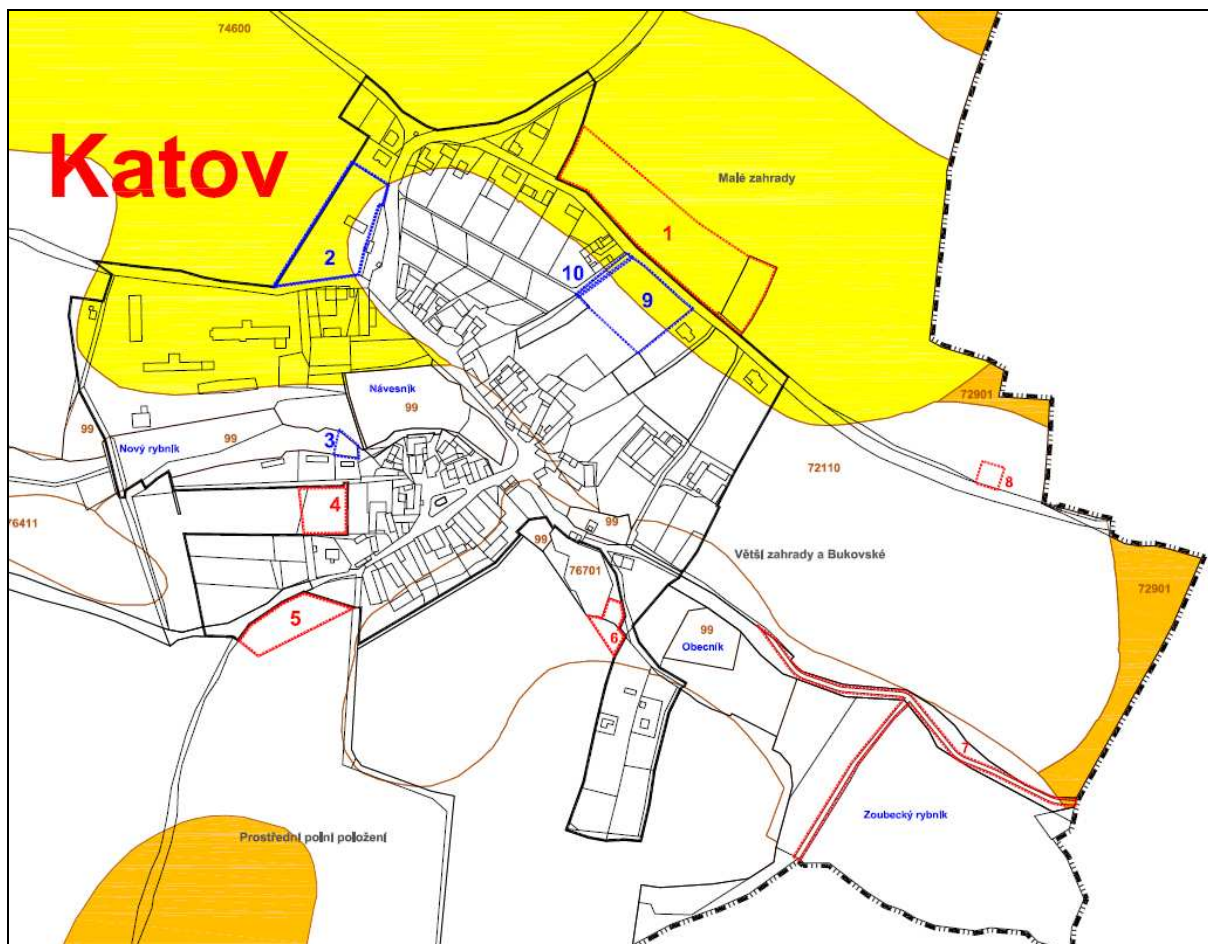 74600
Katov
Malé zahrady
1
2
10
9
72901
Návesník
99
99
Nový rybník
99
3
72110
8
4
76411
99
99
Větší zahrady a Bukovské
76701
72901
5
6
99
Obecník
7
Zoubecký rybník
Prostřední polní položení